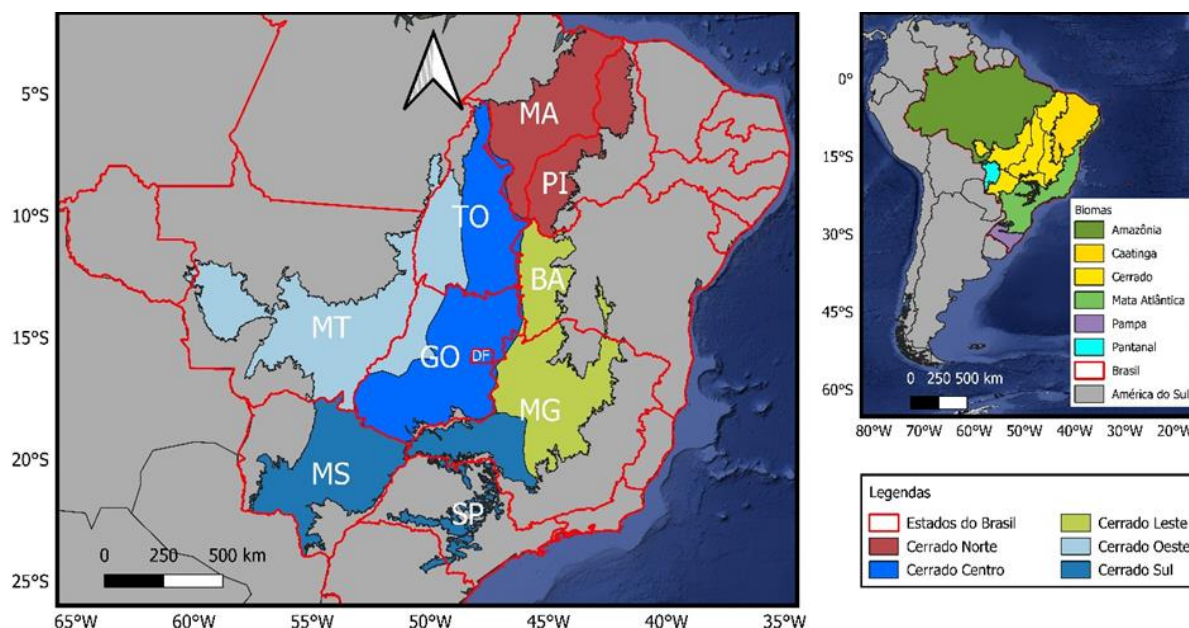 5°S
10°S
15°S
20°S
25°S
MA
PI
TO
BA
MT
GO
DF
MG
MS
SP
0 250 500 km
65°W 60°W 55°W 50°W 45°W 40°W 35°W
0°
15°S
30°S
45°S
60°S
Biomas
Amazônia
Caatinga
Cerrado
Mata Atlântica
Pampa
Pantanal
Brasil
América do Sul
0 250 500 km
80°W 60°W 50°W 40°W 20°W
Legendas
Estados do Brasil
Cerrado Norte
Cerrado Centro
Cerrado Leste
Cerrado Oeste
Cerrado Sul